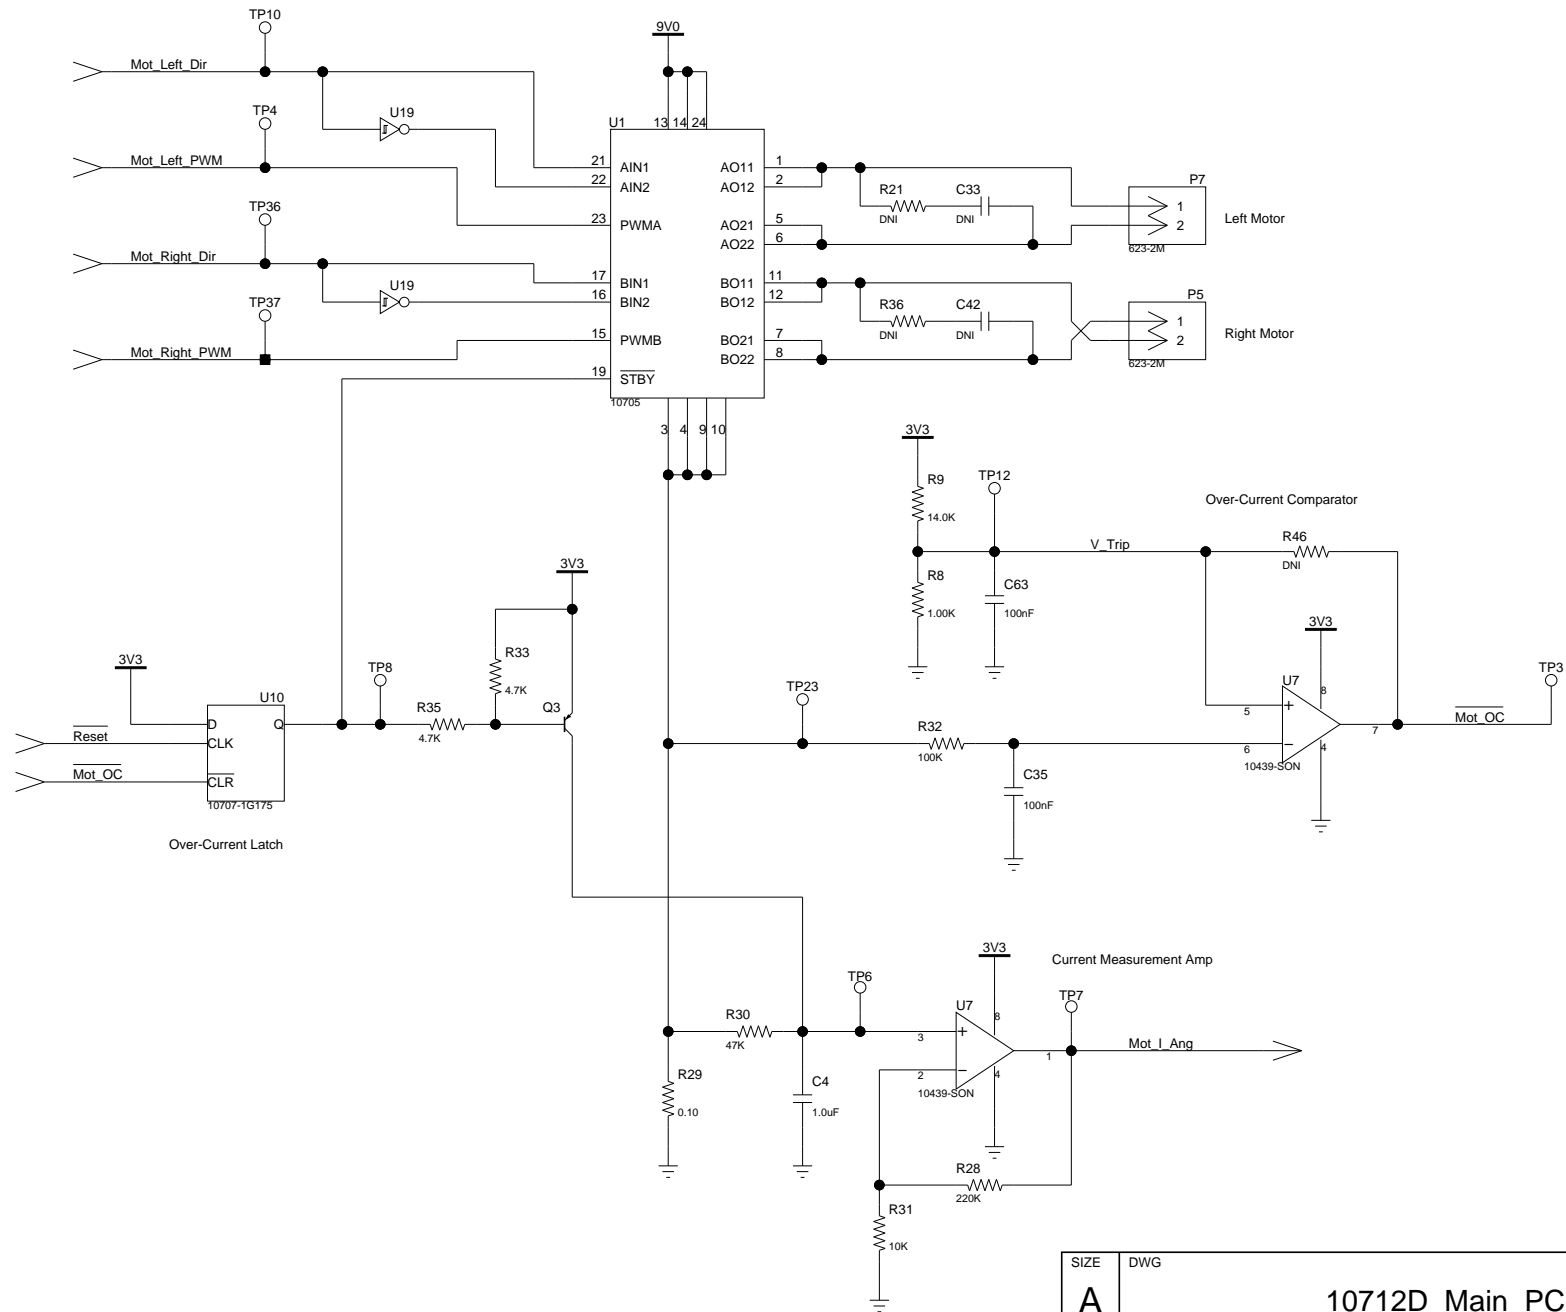 TP10
Mot_Left_Dir
9V0
TP4
U19
U1
13 14 24
Mot_Left_PWM
21 AIN1
22 AIN2
23 PWMA
TP36
Mot_Right_Dir
17 BIN1
16 BIN2
U19
TP37
Mot_Right_PWM
15 PWMB
19 STBY
10705
AO11 1
AO12 2
AO21 5
AO22 6
BO11 11
BO12 12
BO21 7
BO22 8
3 4 9 10
R21
DNI
C33
DNI
P7
1
2
623-2M
Left Motor
R36
DNI
C42
DNI
P5
1
2
623-2M
Right Motor
3V3
R9
14.0K
TP12
Over-Current Comparator
V_Trip
R46
DNI
R8
1.00K
C63
100nF
3V3
U7
8
5 +
6 −
4
7
10439-SON
Mot_OC
TP3
3V3
R33
4.7K
Q3
3V3
TP8
U10
D Q
CLK
CLR
10707-1G175
Reset
Mot_OC
R35
4.7K
Over-Current Latch
TP23
R32
100K
C35
100nF
3V3
Current Measurement Amp
TP6
U7
TP7
8
3 +
2 −
4
1
10439-SON
Mot_I_Ang
R30
47K
R29
0.10
C4
1.0uF
R28
220K
R31
10K
SIZE DWG
A 10712D_Main_PC